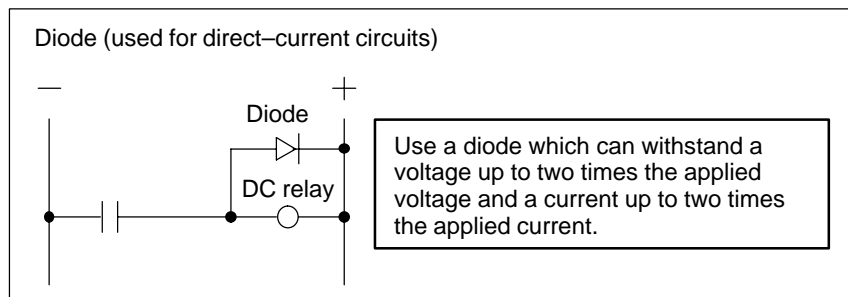 Diode (used for direct–current circuits)
– +
Diode
DC relay
Use a diode which can withstand a
voltage up to two times the applied
voltage and a current up to two times
the applied current.